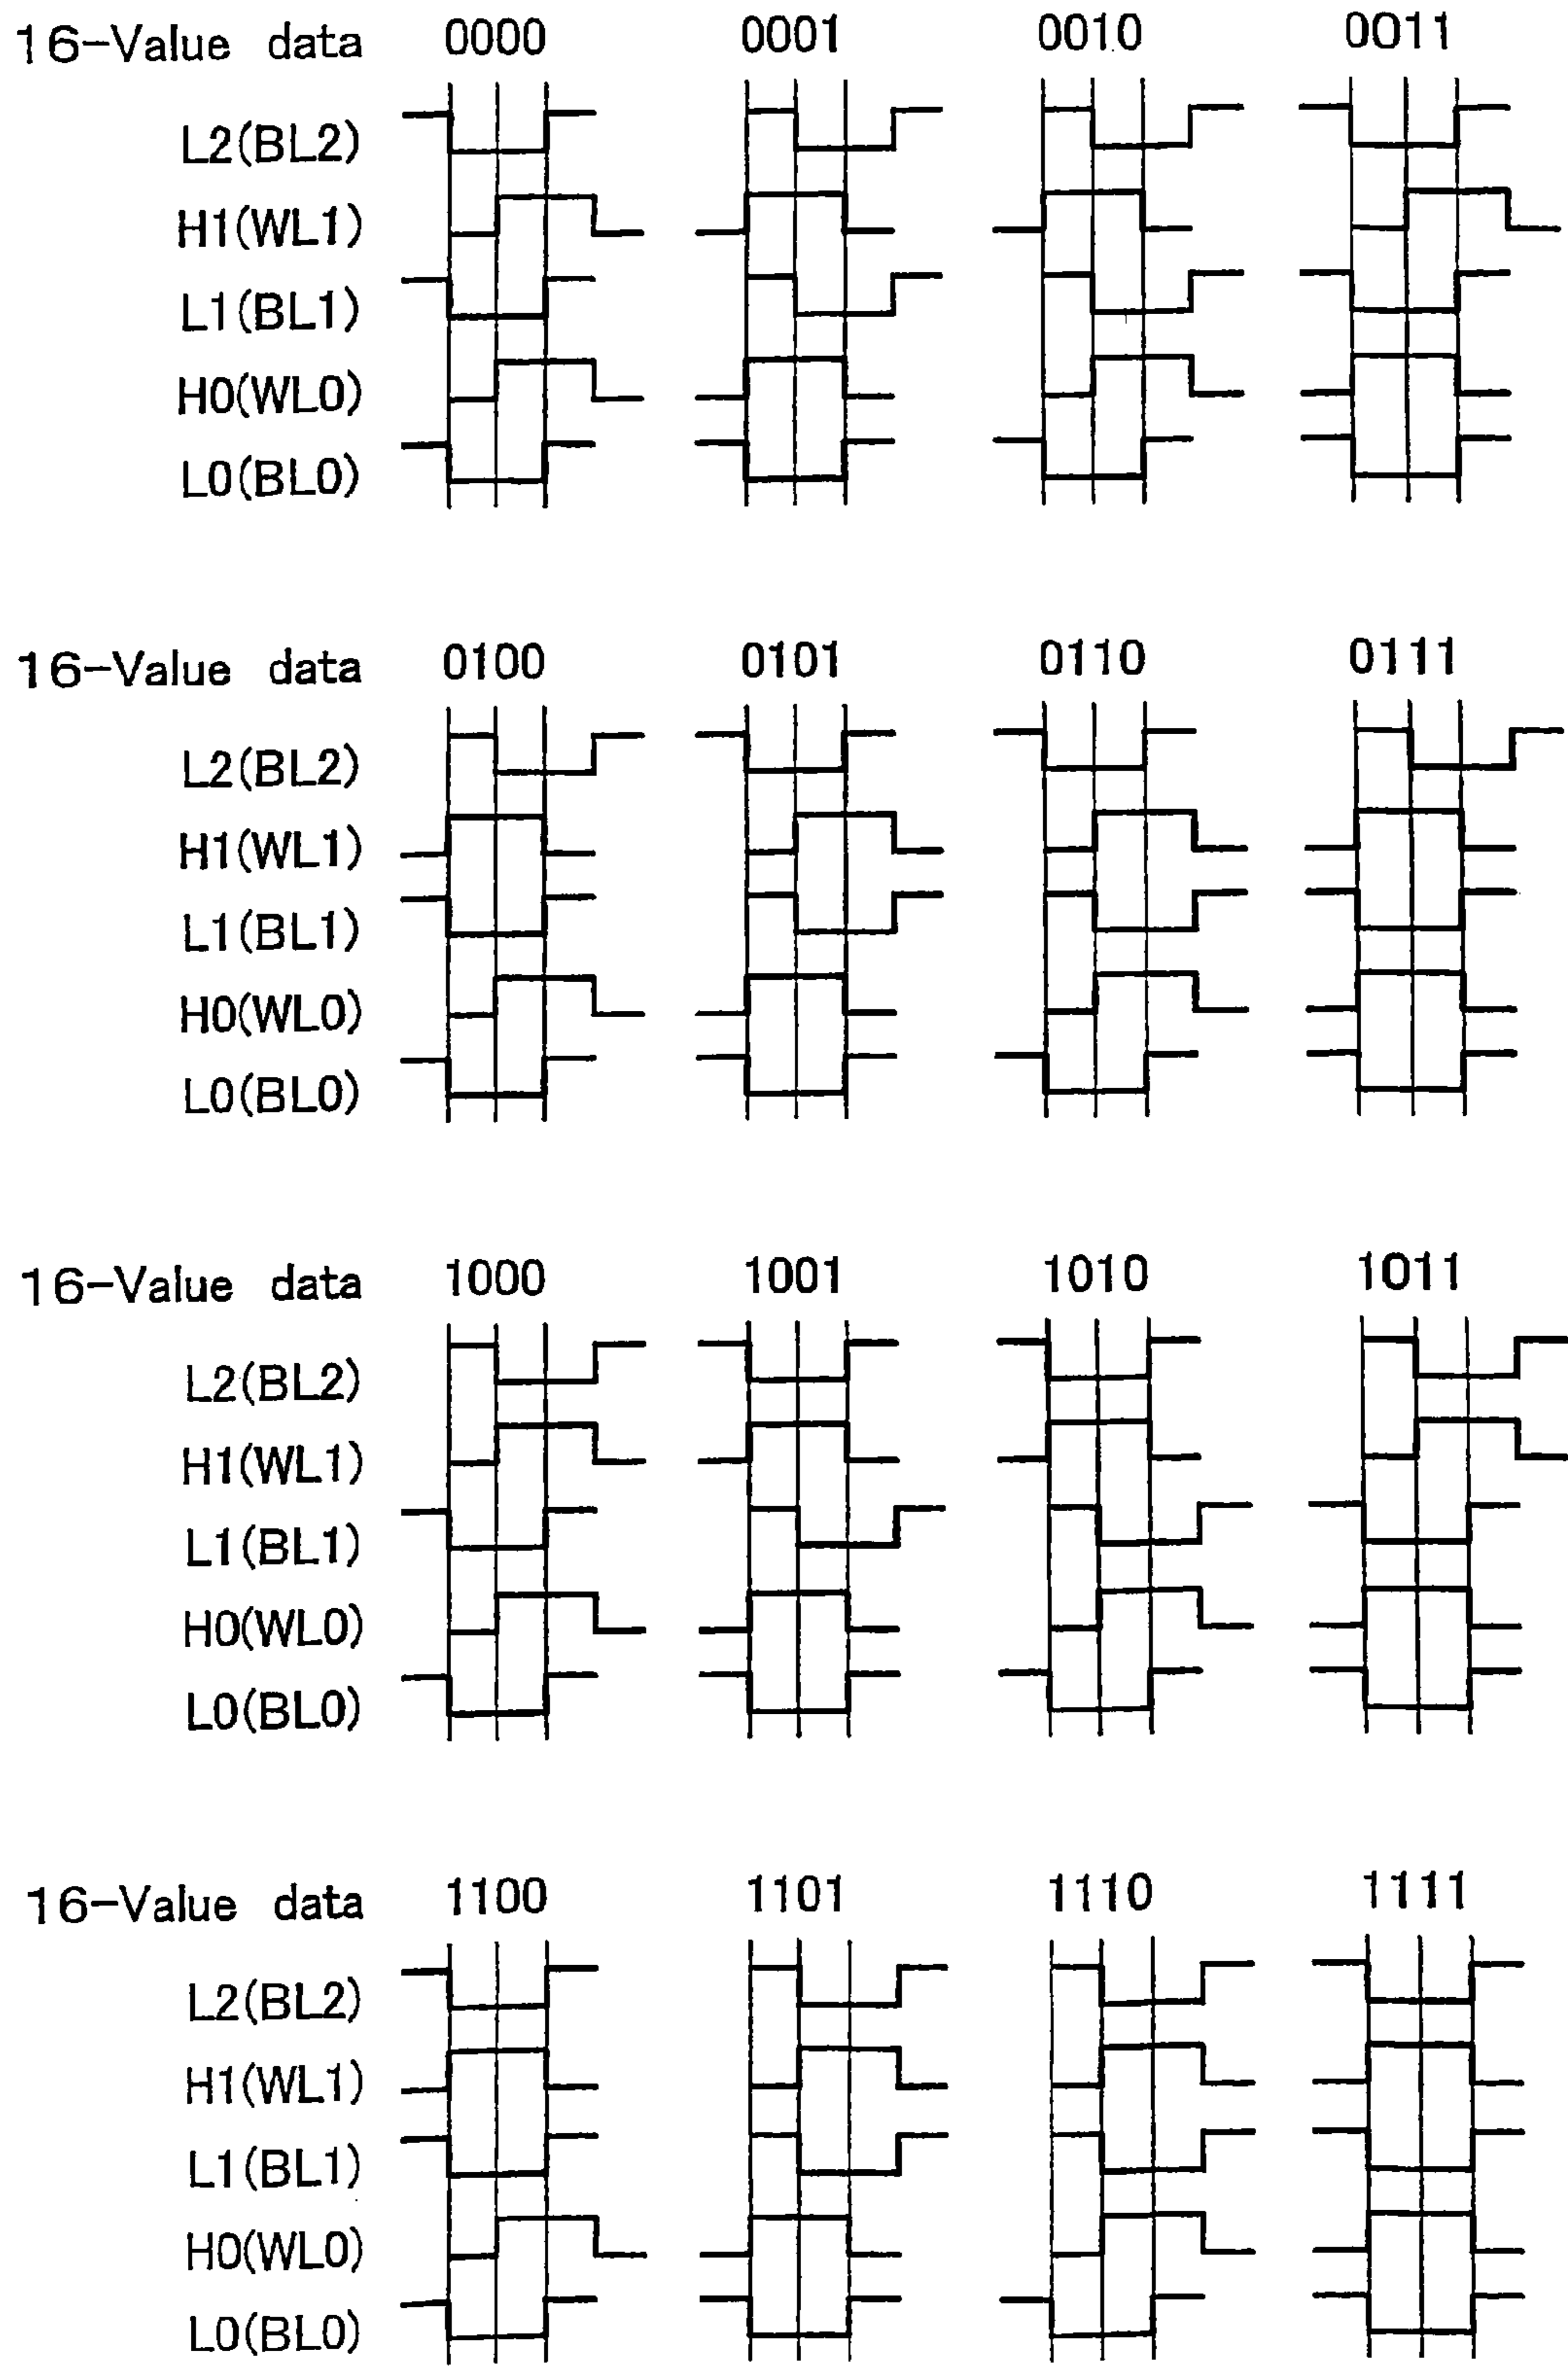 16-Value data 0000 0001 0010 0011
L2(BL2)
H1(WL1)
L1(BL1)
H0(WL0)
L0(BL0)
16-Value data 0100 0101 0110 0111
L2(BL2)
H1(WL1)
L1(BL1)
H0(WL0)
L0(BL0)
16-Value data 1000 1001 1010 1011
L2(BL2)
H1(WL1)
L1(BL1)
H0(WL0)
L0(BL0)
16-Value data 1100 1101 1110 1111
L2(BL2)
H1(WL1)
L1(BL1)
H0(WL0)
L0(BL0)